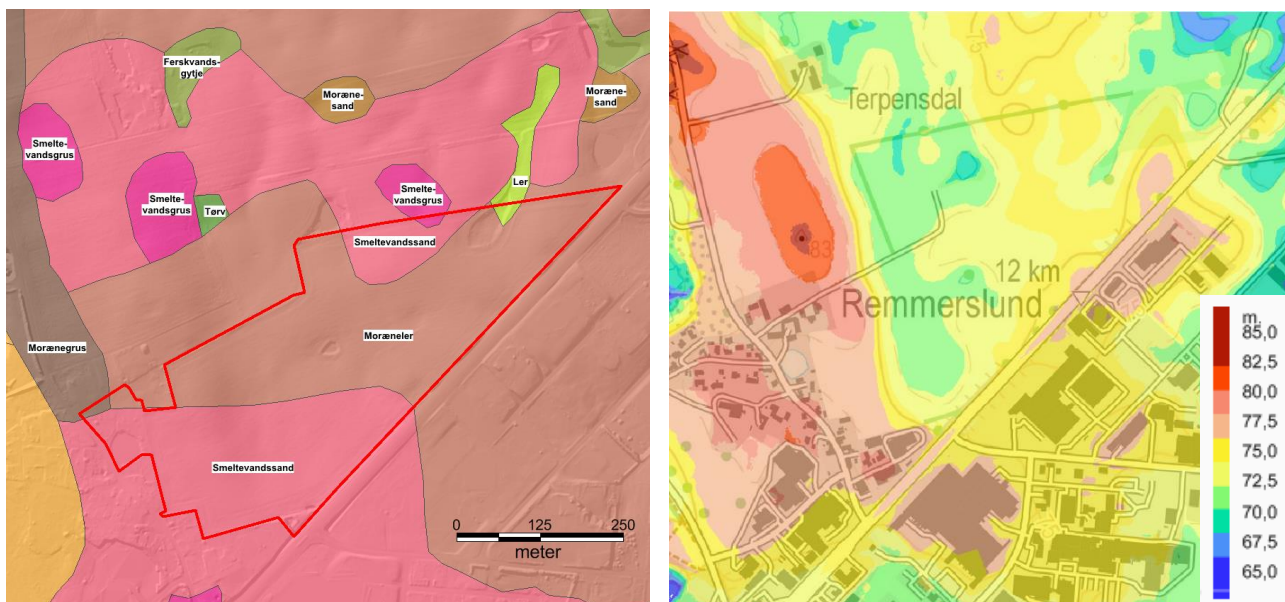 Ferskvands-
gytje
Moræne-
sand
Moræne-
sand
Smelte-
vandsgrus
Smelte-
vandsgrus
Tørv
Smelte-
vandsgrus
Ler
Smeltevandssand
Moræneler
Morænegrus
Smeltevandssand
0 125 250
meter
Terpensdal
83
12 km
Remmerslund
m.
85,0
82,5
80,0
77,5
75,0
72,5
70,0
67,5
65,0